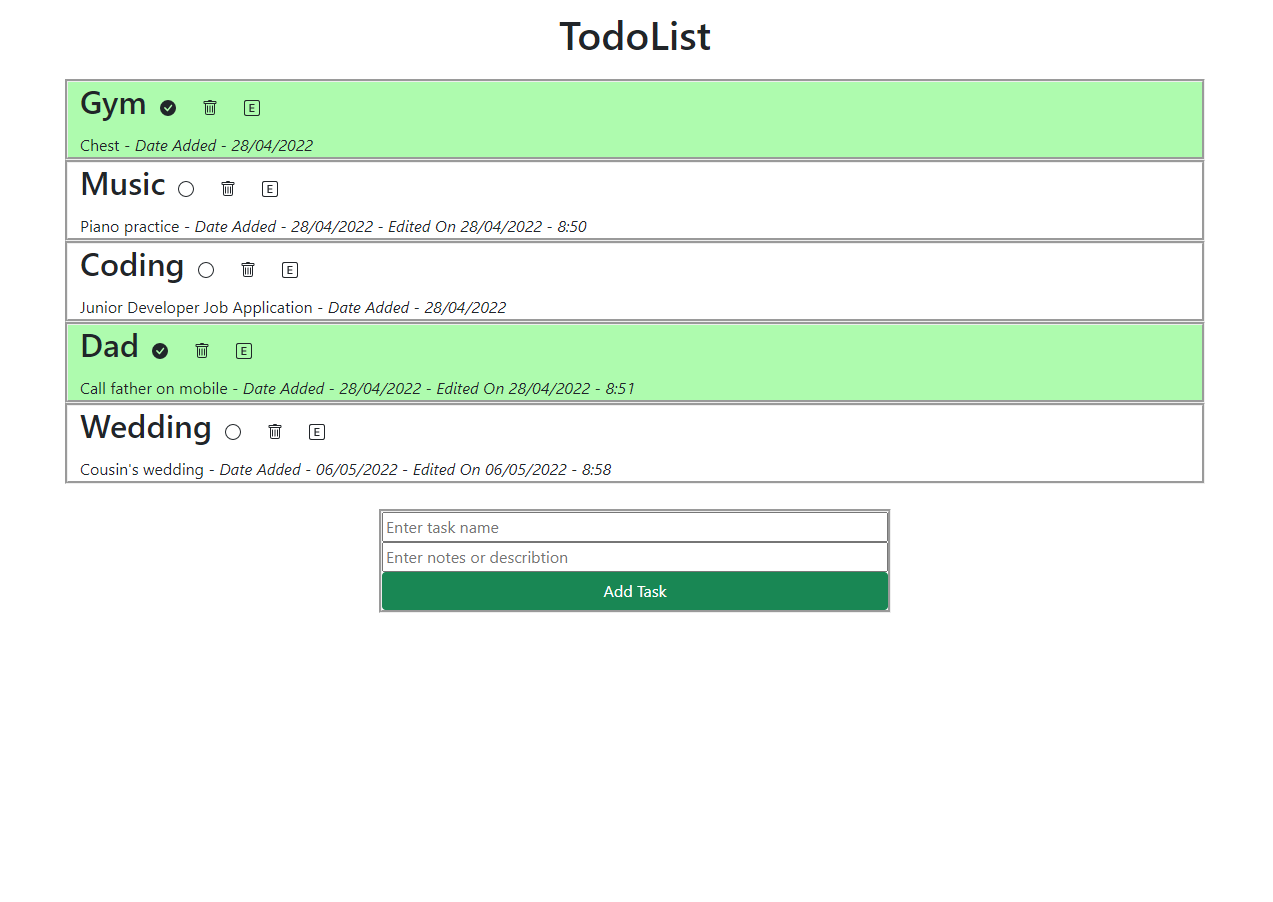 TodoList
Gym E
Chest - Date Added - 28/04/2022
Music E
Piano practice - Date Added - 28/04/2022 - Edited On 28/04/2022 - 8:50
Coding E
Junior Developer Job Application - Date Added - 28/04/2022
Dad E
Call father on mobile - Date Added - 28/04/2022 - Edited On 28/04/2022 - 8:51
Wedding E
Cousin's wedding - Date Added - 06/05/2022 - Edited On 06/05/2022 - 8:58
Enter task name
Enter notes or describtion
Add Task